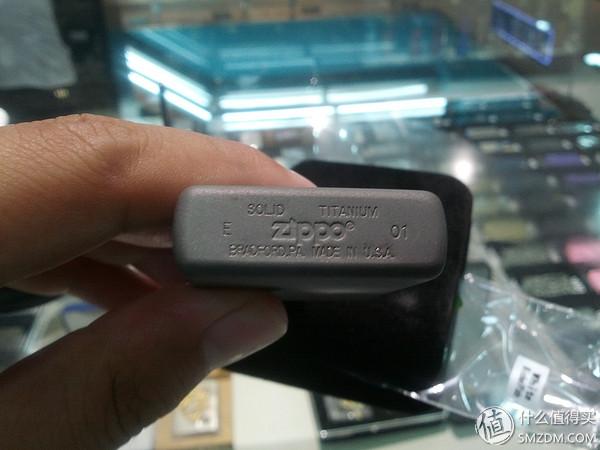 SOLID TITANIUM
E zippo® 01
BRADFORD,PA. MADE IN U.S.A.
值 什么值得买
SMZDM.COM